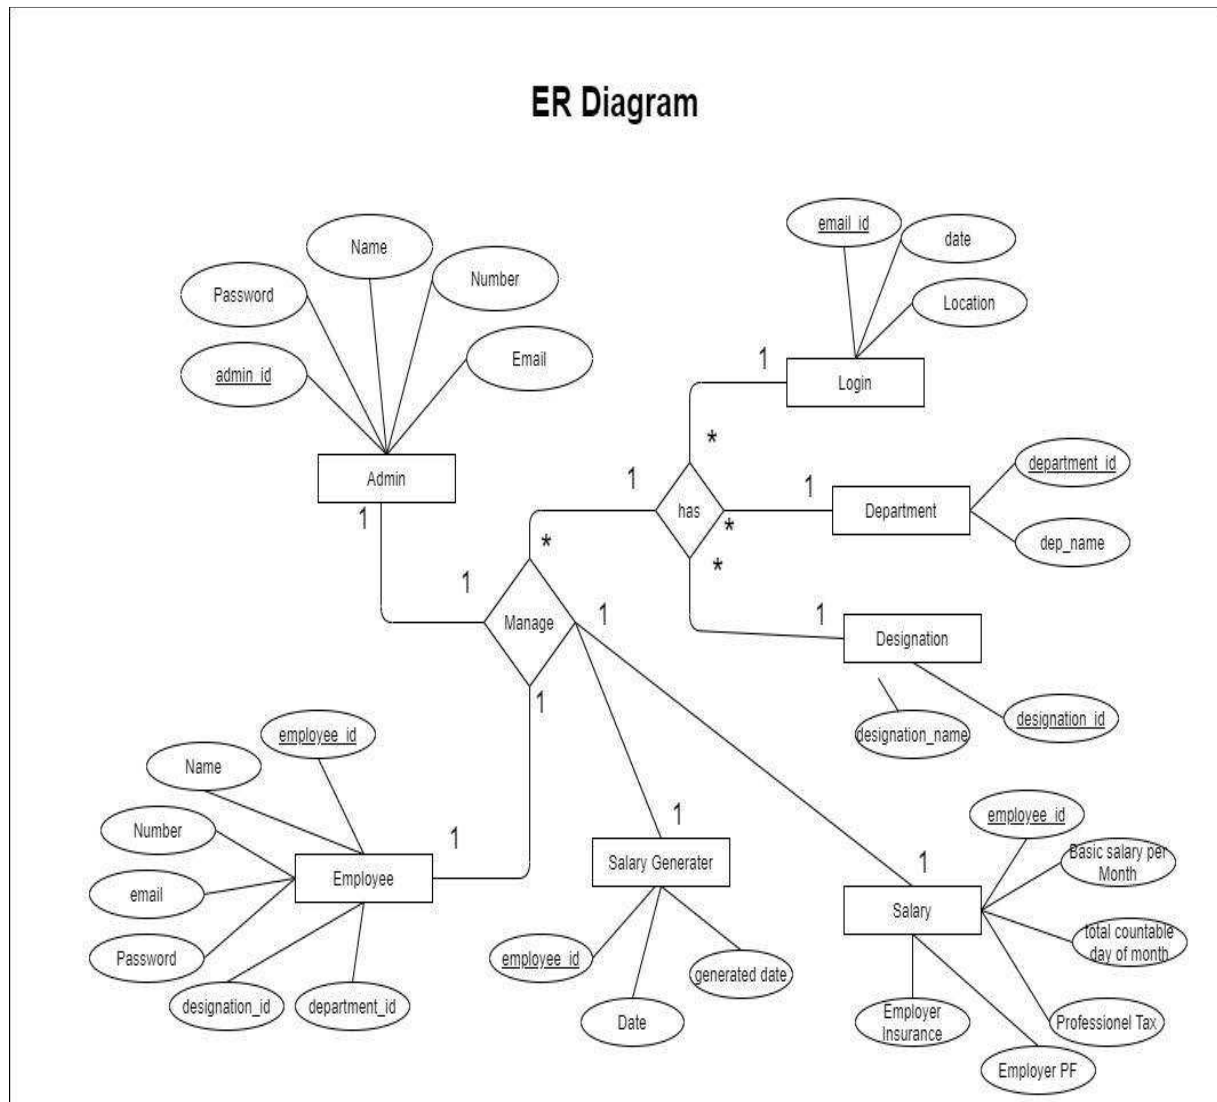 ER Diagram
email_id
Name
date
Number
Password
Location
Email
admin_id
1
Login
*
department_id
Admin
1
1
has
Department
1
*
*
*
dep_name
1
1
1
Manage
Designation
1
designation_name
designation_id
employee_id
Name
employee_id
Number
1
1
Basic salary per
Month
Employee
Salary Generater
1
email
Salary
total countable
day of month
Password
employee_id
generated date
designation_id
department_id
Date
Employer
Insurance
Professionel Tax
Employer PF